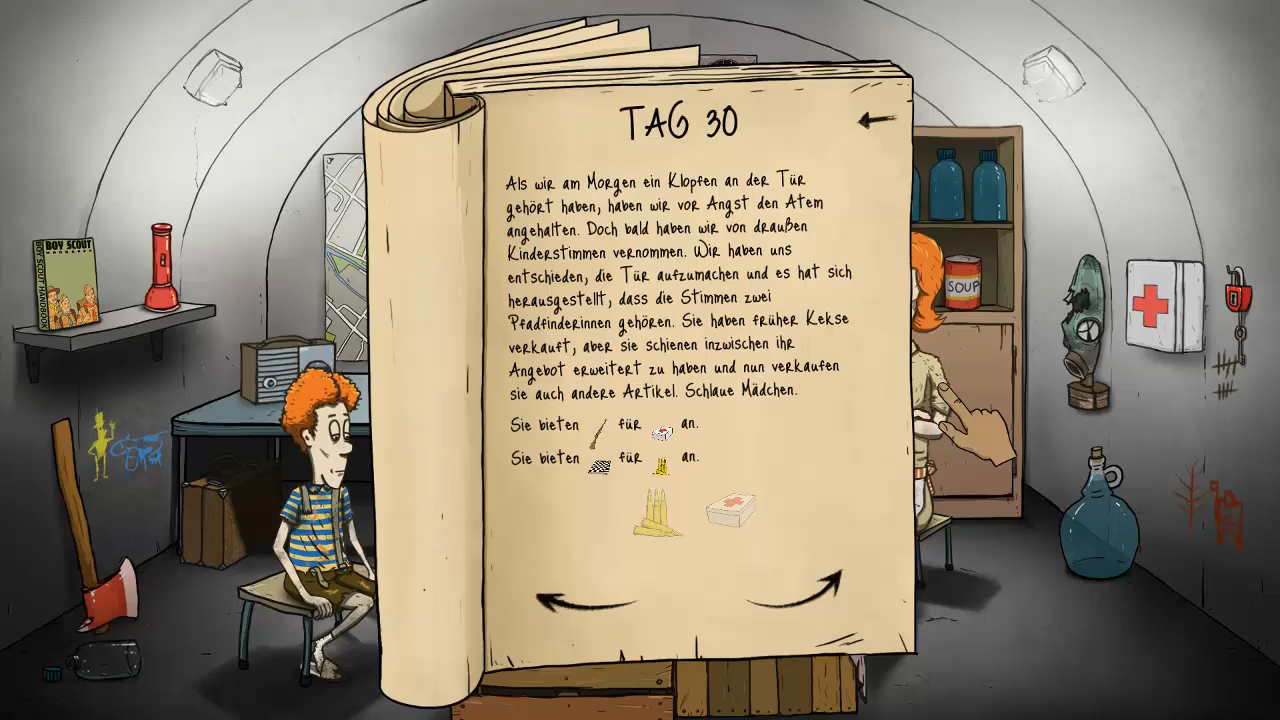 TAG 30
Als wir am Morgen ein Klopfen an der Tür
gehört haben, haben wir vor Angst den Atem
angehalten. Doch bald haben wir von draußen
Kinderstimmen vernommen. Wir haben uns
entschieden, die Tür aufzumachen und es hat sich
herausgestellt, dass die Stimmen zwei
Pfadfinderinnen gehören. Sie haben früher Kekse
verkauft, aber sie schienen inzwischen ihr
Angebot erweitert zu haben und nun verkaufen
sie auch andere Artikel. Schlaue Mädchen.
Sie bieten für an.
Sie bieten für an.
BOY SCOUT
BOY SCOUT HANDBOOK
SOUP